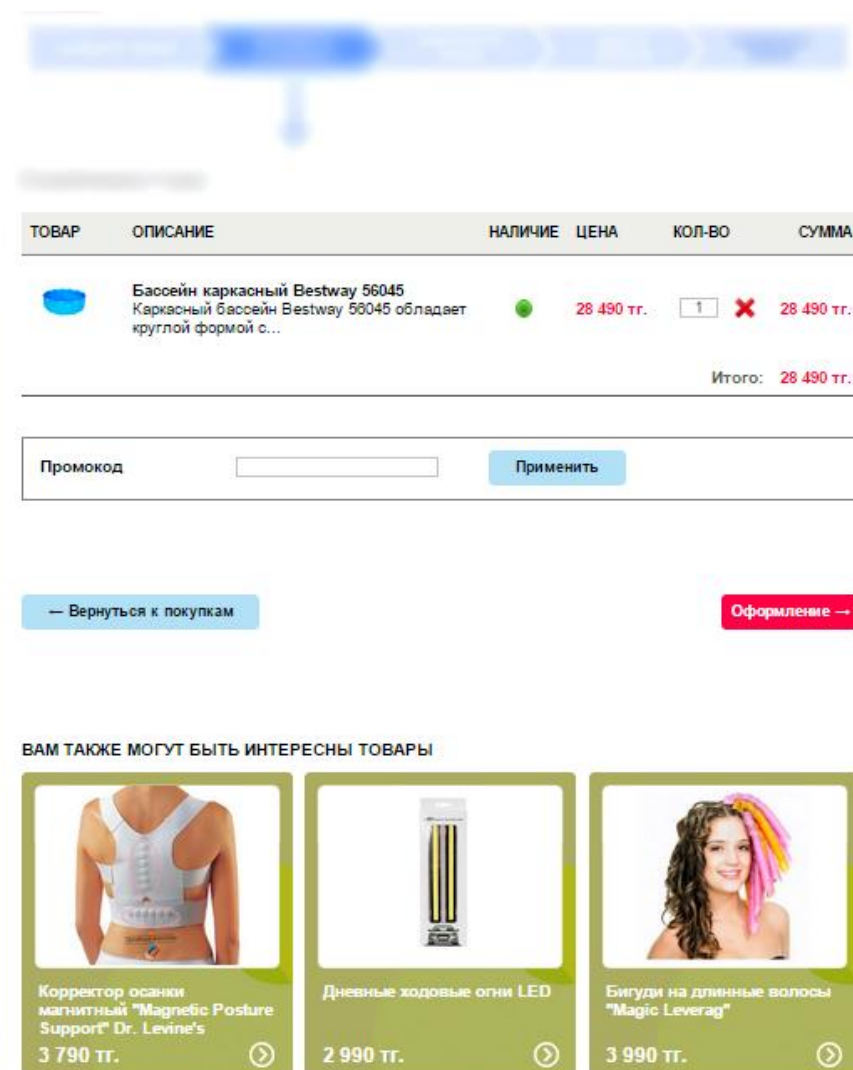 ТОВАР ОПИСАНИЕ НАЛИЧИЕ ЦЕНА КОЛ-ВО СУММА
Бассейн каркасный Bestway 56045
Каркасный бассейн Bestway 56045 обладает
круглой формой с...
28 490 тг. 1 28 490 тг.
Итого: 28 490 тг.
Промокод Применить
← Вернуться к покупкам Оформление →
ВАМ ТАКЖЕ МОГУТ БЫТЬ ИНТЕРЕСНЫ ТОВАРЫ
Корректор осанки
магнитный "Magnetic Posture
Support" Dr. Levine's
3 790 тг.
Дневные ходовые огни LED
2 990 тг.
Бигуди на длинные волосы
"Magic Leverag"
3 990 тг.